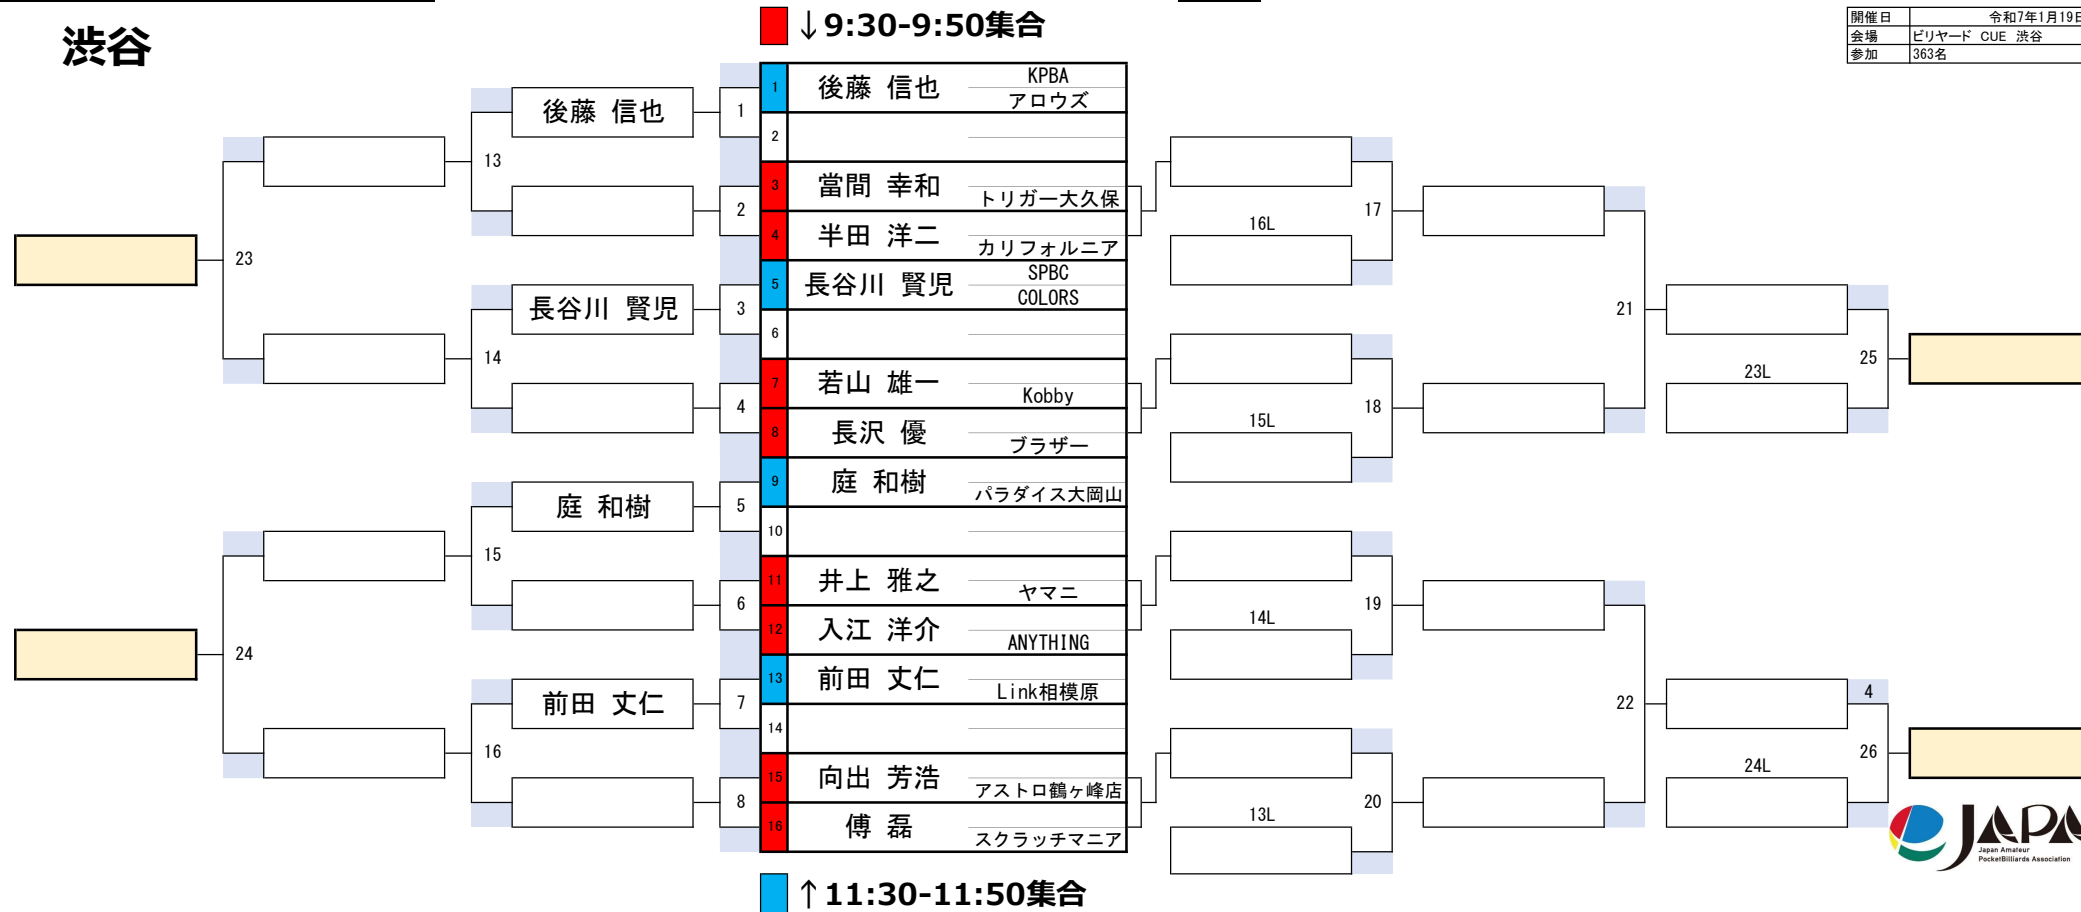 ↓9:30-9:50集合
渋谷
開催日 令和7年1月19日
会場 ビリヤード CUE 渋谷
参加 363名
1 後藤 信也 KPBA アロウズ
2
3 當間 幸和 トリガー大久保
4 半田 洋二 カリフォルニア
5 長谷川 賢児 SPBC COLORS
6
7 若山 雄一 Kobby
8 長沢 優 ブラザー
9 庭 和樹 パラダイス大岡山
10
11 井上 雅之 ヤマニ
12 入江 洋介 ANYTHING
13 前田 丈仁 Link相模原
14
15 向出 芳浩 アストロ鶴ヶ峰店
16 傅 磊 スクラッチマニア
後藤 信也 1
13
2
23
長谷川 賢児 3
14
4
庭 和樹 5
15
6
24
前田 丈仁 7
16
8
16L 17
21
15L 18
23L 25
14L 19
22
13L 20
4
24L 26
JAPA
Japan Amateur
PocketBilliards Association
↑11:30-11:50集合